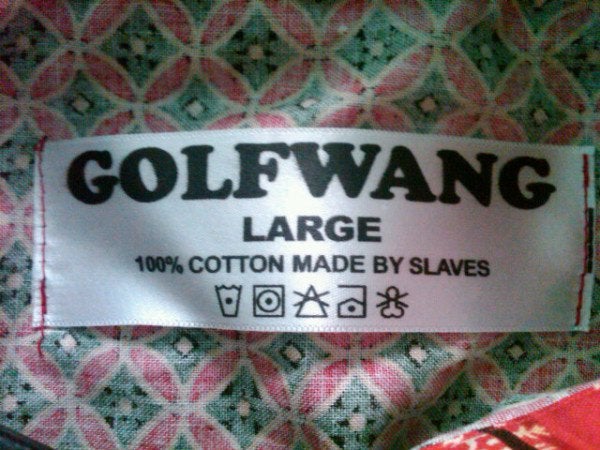 GOLFWANG
LARGE
100% COTTON MADE BY SLAVES